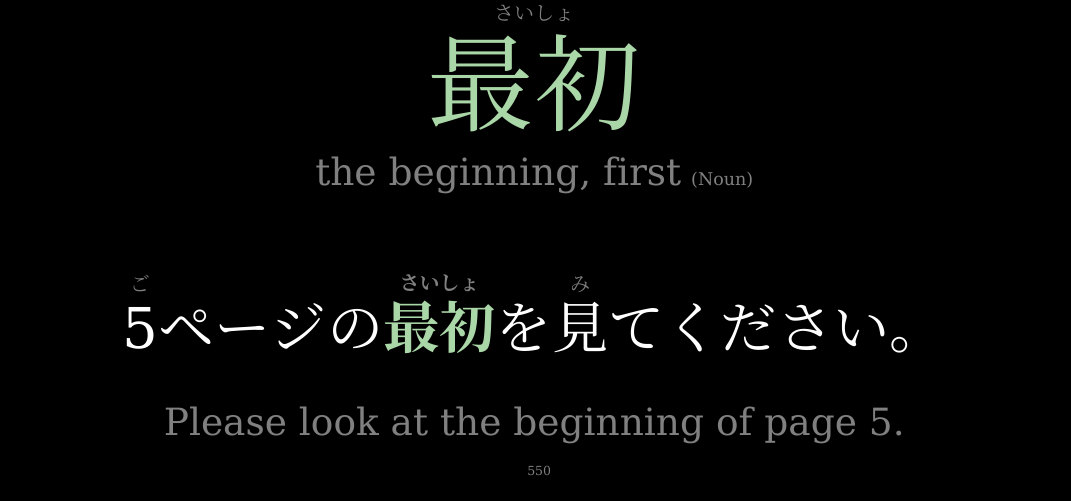 さいしょ
最初
the beginning, first (Noun)
ご さいしょ み
5ページの最初を見てください。
Please look at the beginning of page 5.
550